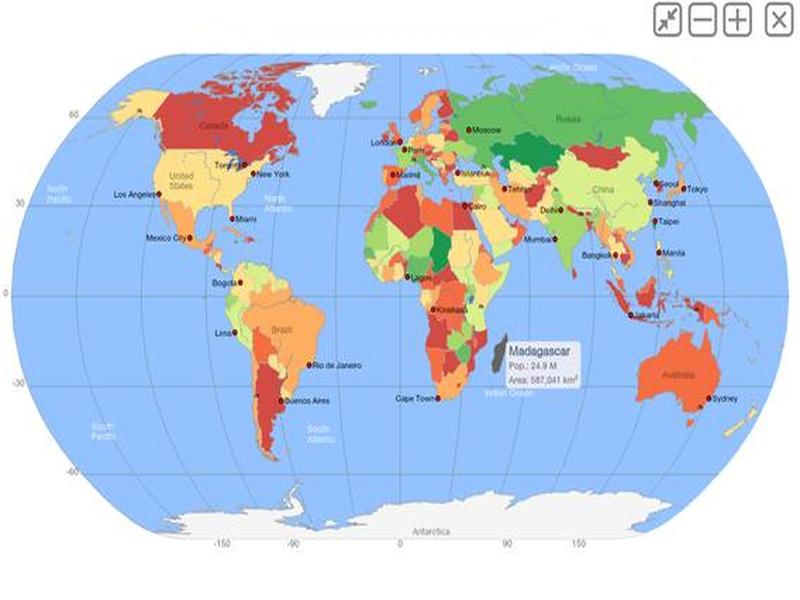 Arctic Ocean
60
Canada
Russia
Moscow
London
Paris
Toronto
New York
United
States
Madrid
Istanbul
Seoul
Tokyo
Los Angeles
Tehran
China
North
Pacific
North
Atlantic
30
Shanghai
Cairo
Delhi
Miami
Taipei
Mexico City
Mumbai
Bangkok
Manila
Lagos
Bogota
0
Kinshasa
Jakarta
Lima
Brazil
Madagascar
Pop.: 24.9 M
Area: 587,041 km²
Rio de Janeiro
Australia
-30
Indian Ocean
Buenos Aires
Cape Town
Sydney
South
Pacific
South
Atlantic
-60
Antarctica
-150
-90
0
90
150